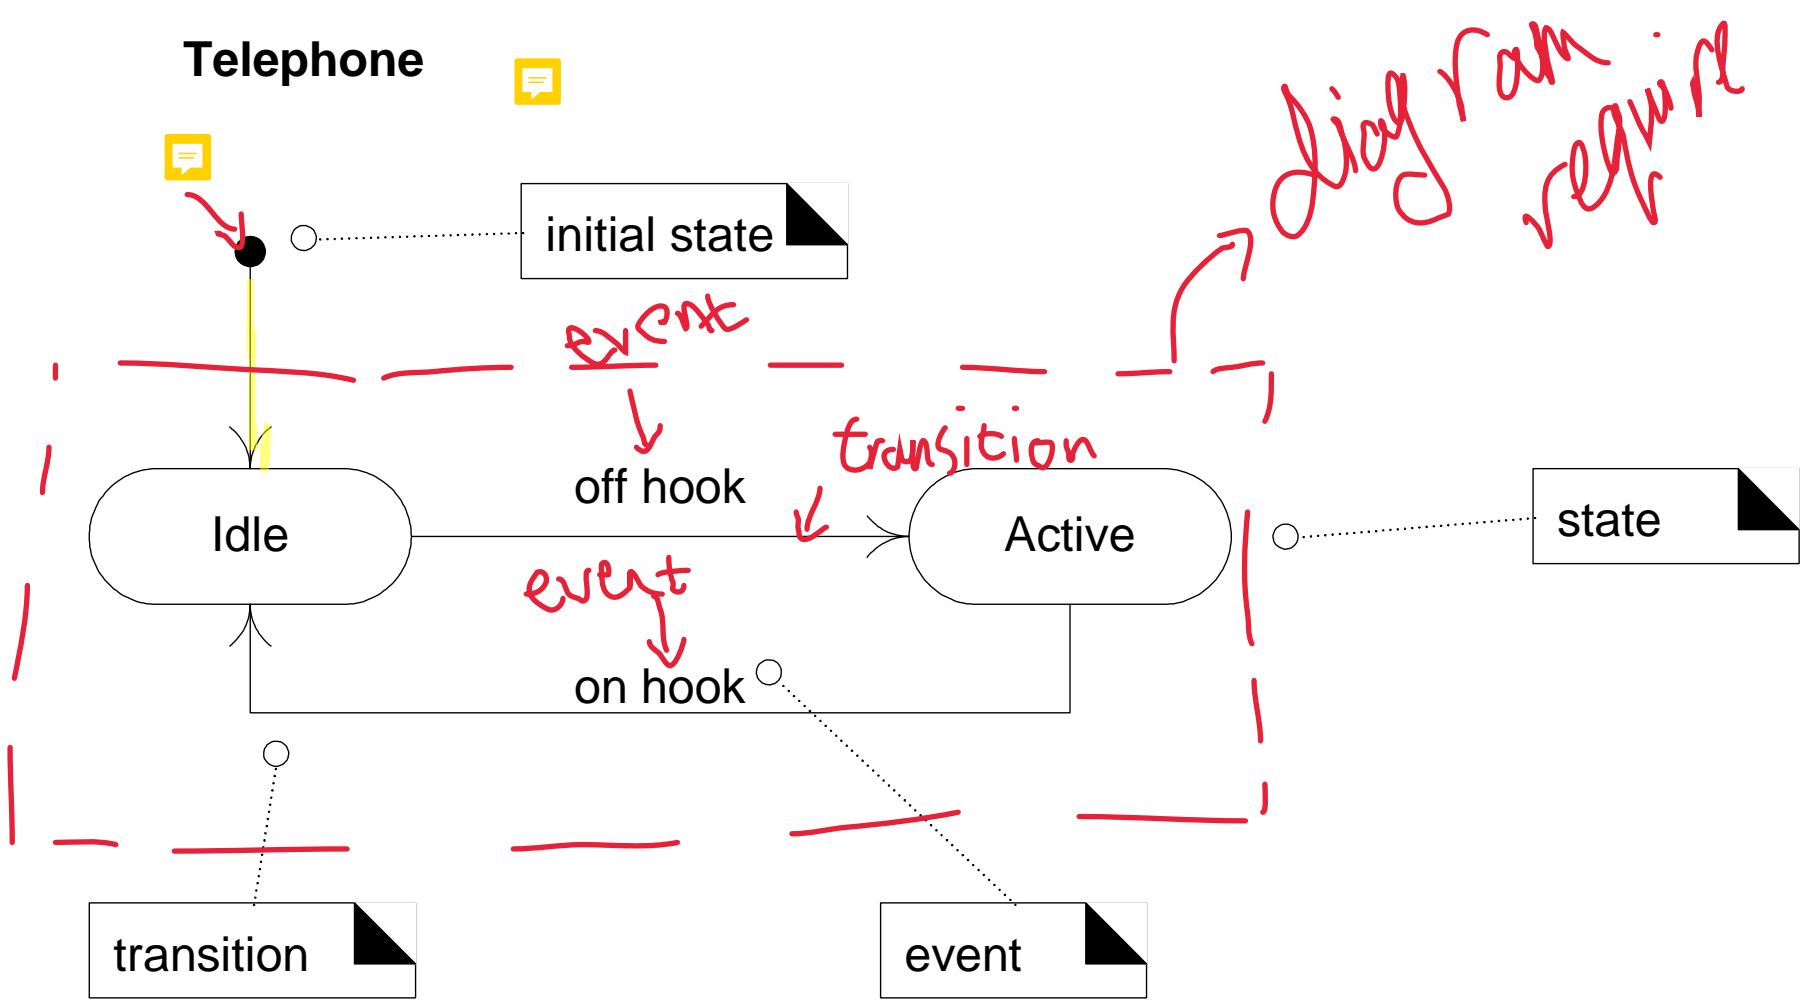 Telephone
diagram
require
initial state
event
transition
off hook
Idle
Active
state
event
on hook
transition
event